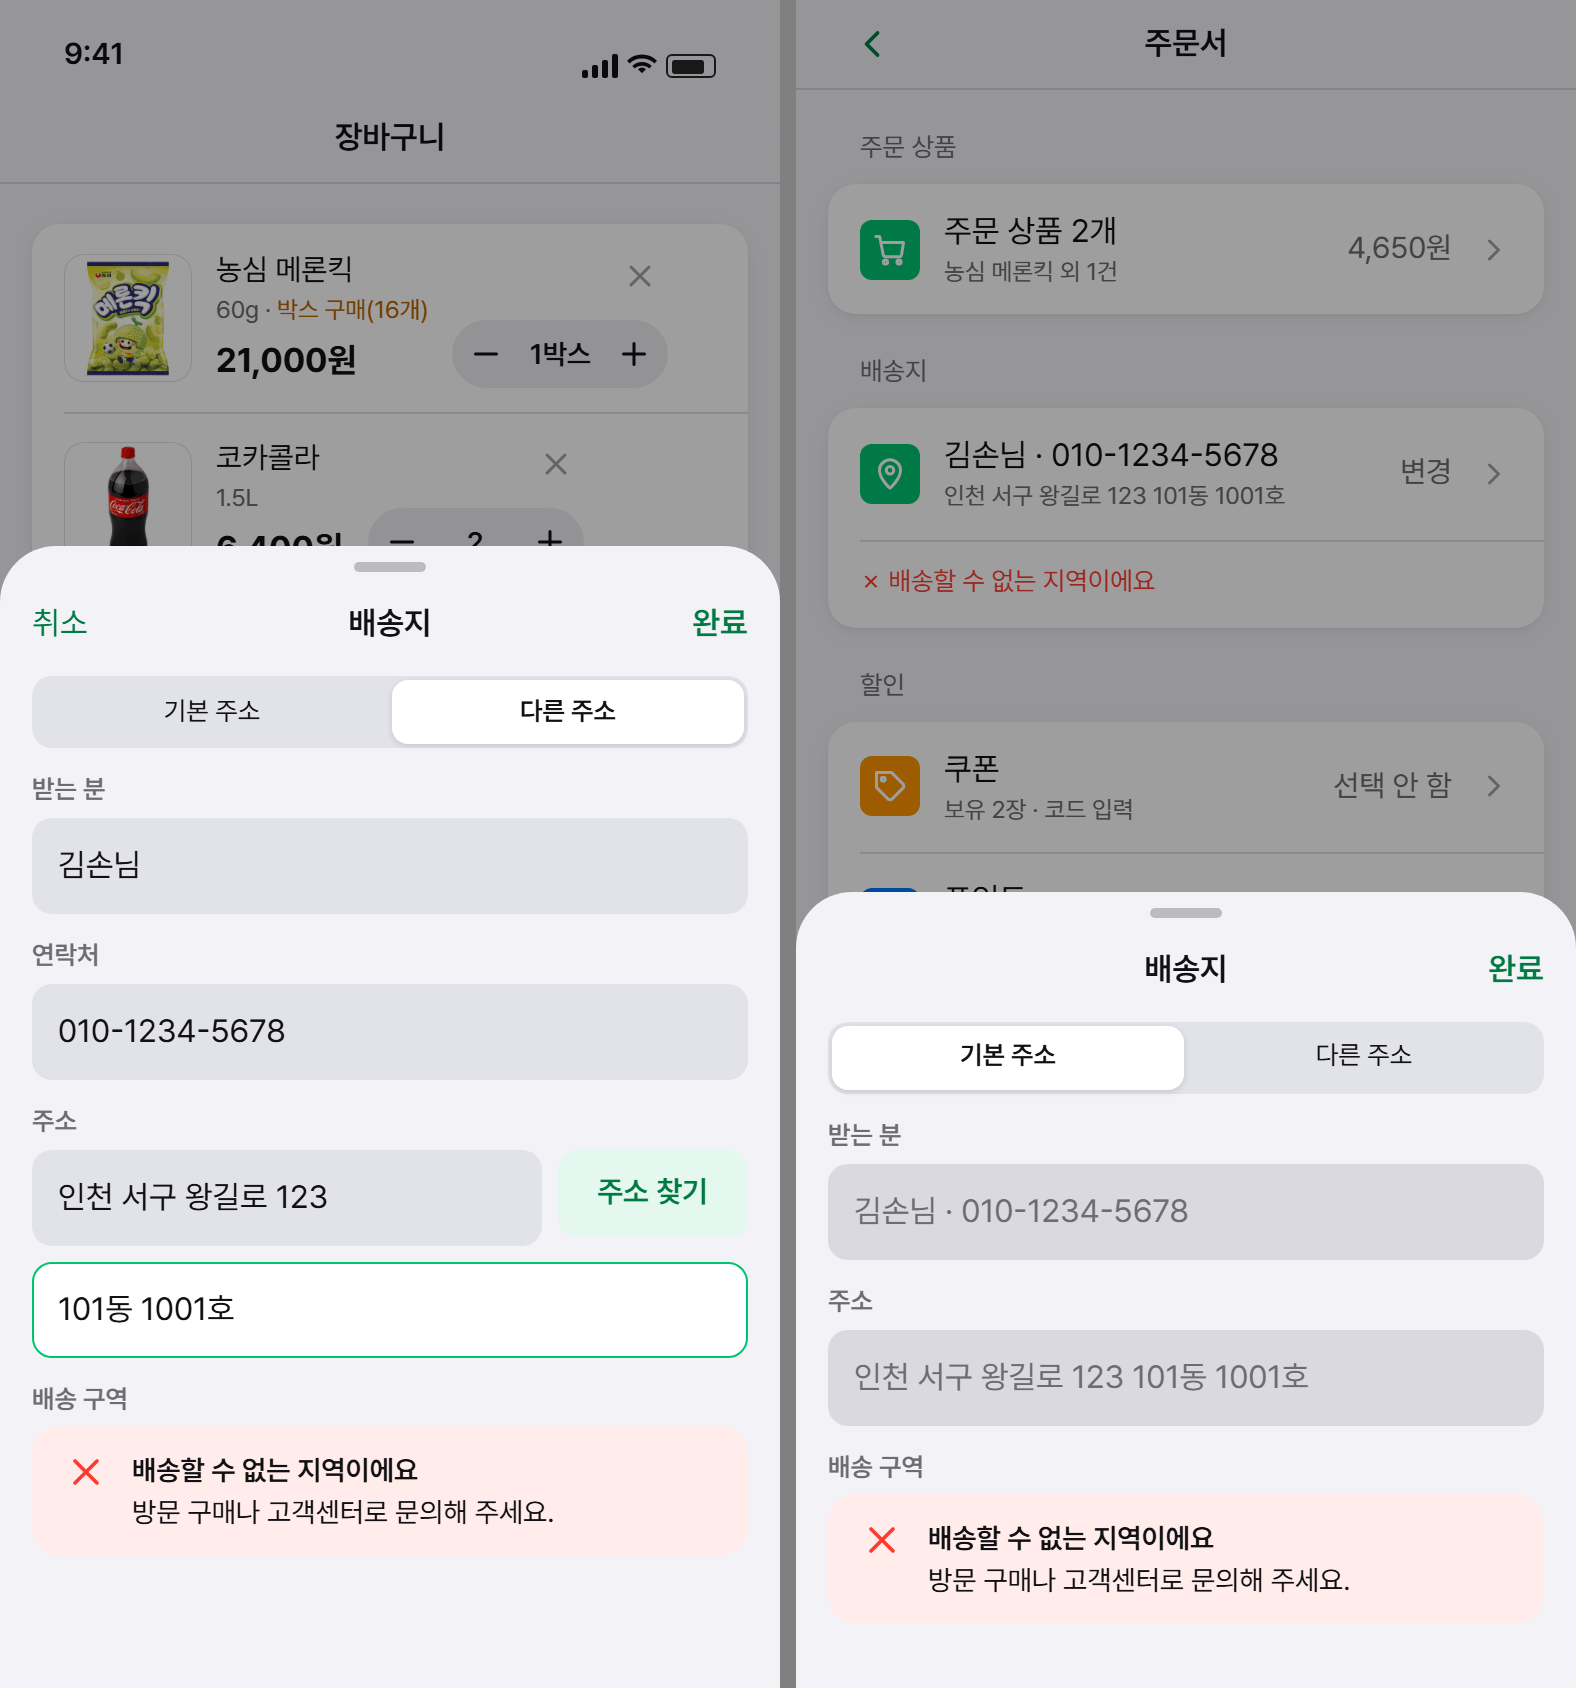 9:41
장바구니
메론킥
농심 메론킥
60g · 박스 구매(16개)
21,000원
1박스
Coca-Cola
코카콜라
1.5L
6,400원
2
취소
배송지
완료
기본 주소
다른 주소
받는 분
김손님
연락처
010-1234-5678
주소
인천 서구 왕길로 123
주소 찾기
101동 1001호
배송 구역
배송할 수 없는 지역이에요
방문 구매나 고객센터로 문의해 주세요.
주문서
주문 상품
주문 상품 2개
농심 메론킥 외 1건
4,650원
배송지
김손님 · 010-1234-5678
인천 서구 왕길로 123 101동 1001호
변경
배송할 수 없는 지역이에요
할인
쿠폰
보유 2장 · 코드 입력
선택 안 함
배송지
완료
기본 주소
다른 주소
받는 분
김손님 · 010-1234-5678
주소
인천 서구 왕길로 123 101동 1001호
배송 구역
배송할 수 없는 지역이에요
방문 구매나 고객센터로 문의해 주세요.